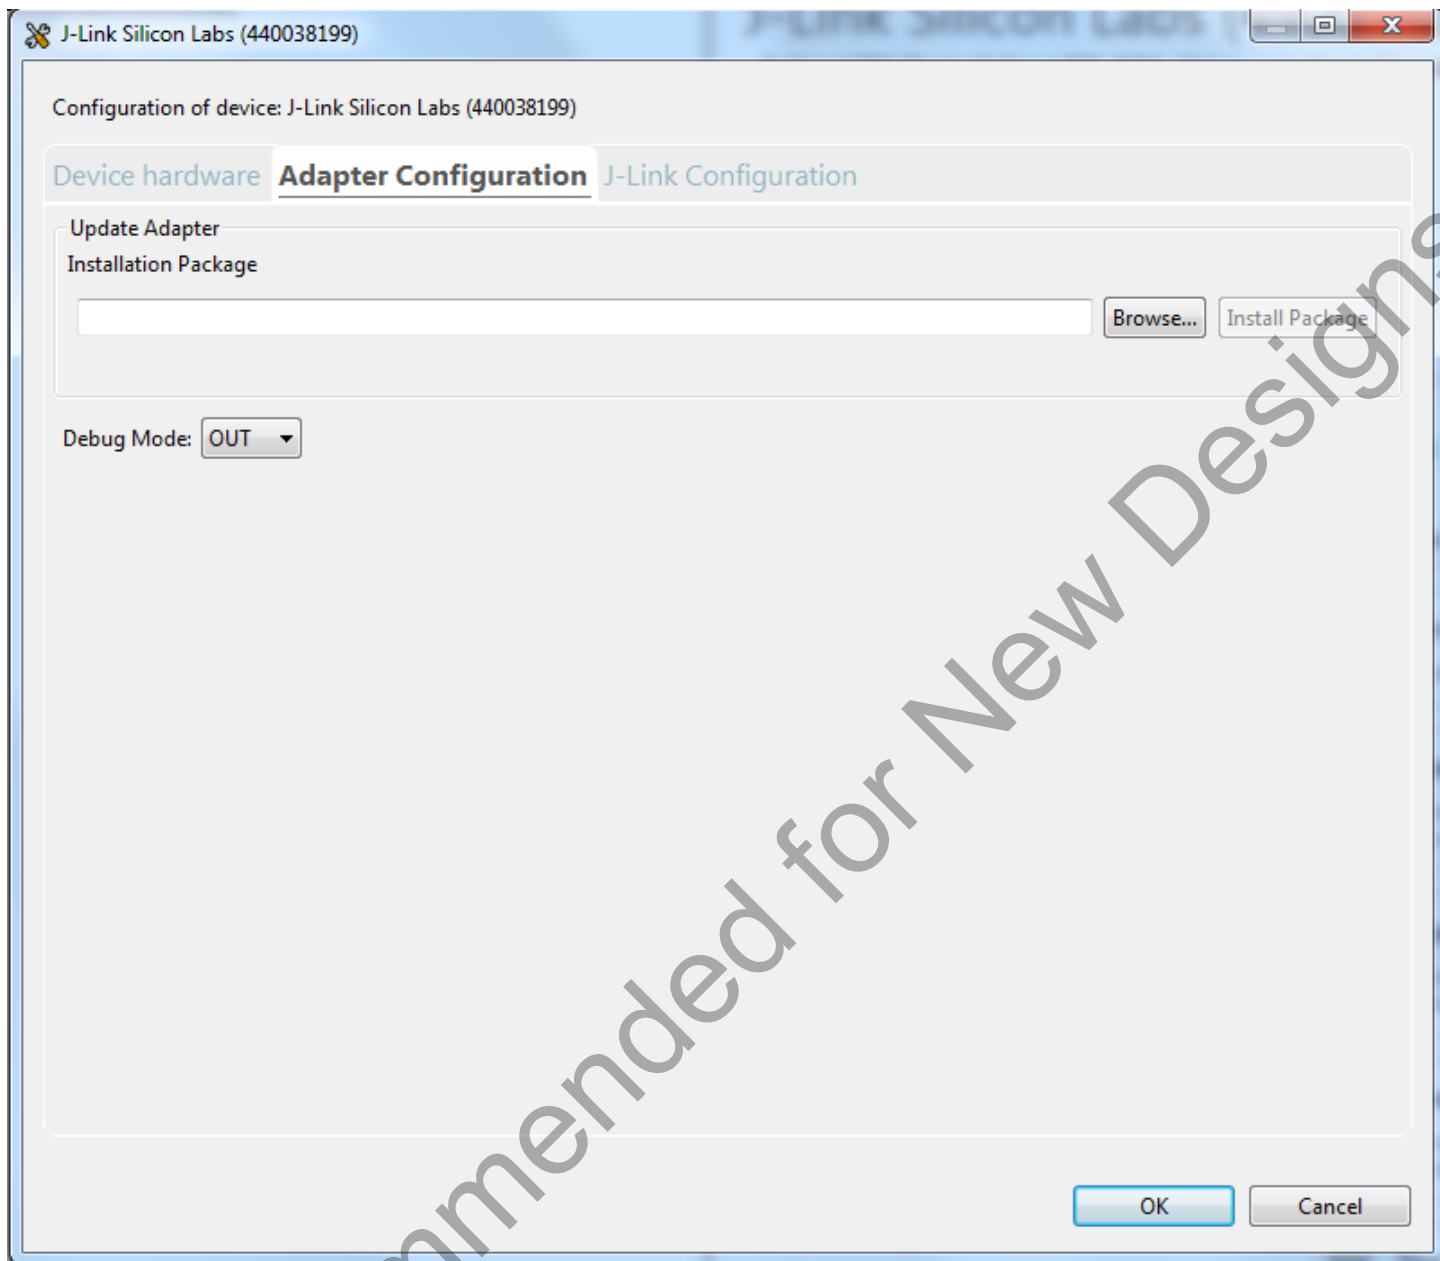 J-Link Silicon Labs (440038199)
Configuration of device: J-Link Silicon Labs (440038199)
Device hardware Adapter Configuration J-Link Configuration
Update Adapter
Installation Package
Browse... Install Package
Debug Mode: OUT
mmended for New Designs
OK Cancel